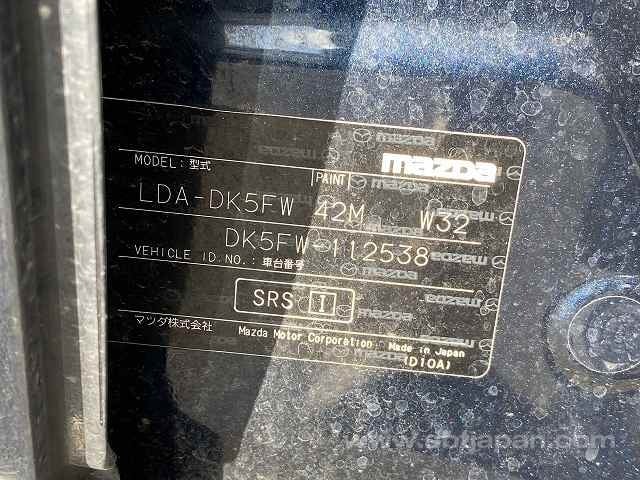 mazda
MODEL: 型式 PAINT
LDA-DK5FW 42M W32
DK5FW-112538
VEHICLE ID.NO.: 車台番号
SRS I
マツダ株式会社 Mazda Motor Corporation Made in Japan
(D10A)
www.sbtjapan.com